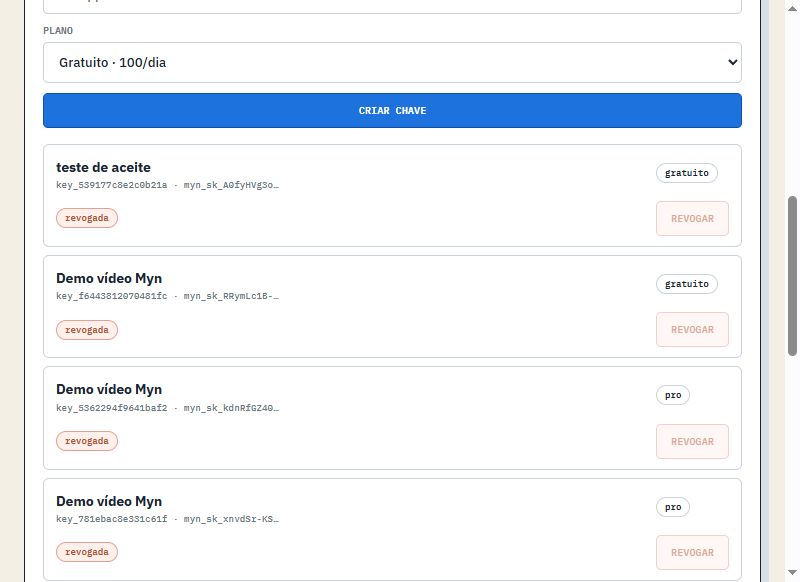 PLANO
Gratuito · 100/dia
CRIAR CHAVE
teste de aceite
gratuito
key_539177c8e2c0b21a · myn_sk_A0fyHVg3o…
revogada
REVOGAR
Demo vídeo Myn
gratuito
key_f6443812070481fc · myn_sk_RRymLc1B-…
revogada
REVOGAR
Demo vídeo Myn
pro
key_5362294f9641baf2 · myn_sk_kdnRfGZ40…
revogada
REVOGAR
Demo vídeo Myn
pro
key_781ebac8e331c61f · myn_sk_xnvdSr-KS…
revogada
REVOGAR